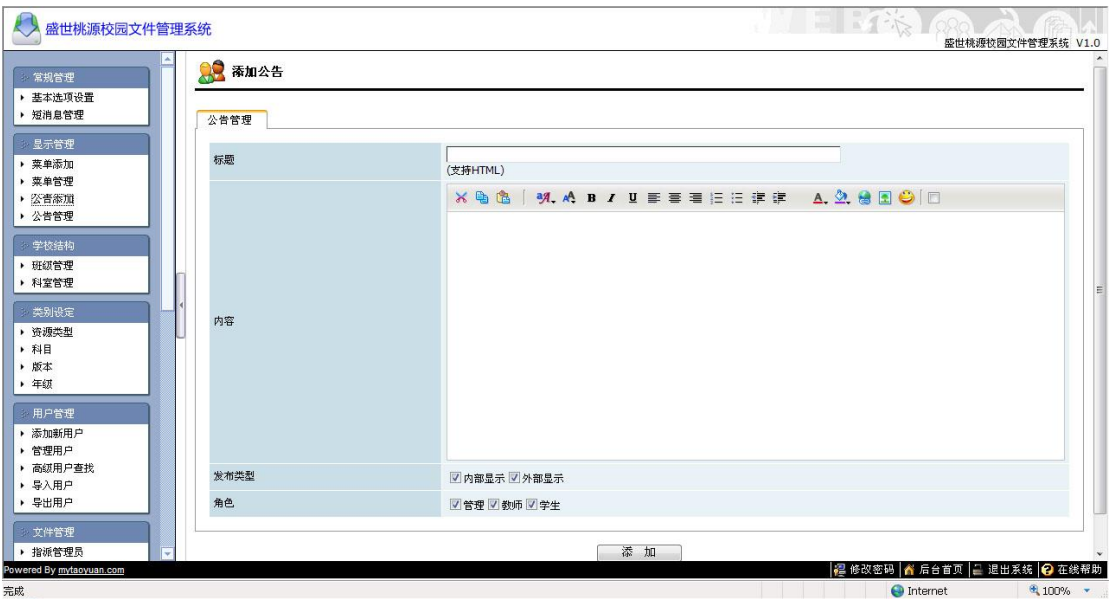 盛世桃源校园文件管理系统
盛世桃源校园文件管理系统 V1.0
常规管理
基本选项设置
短消息管理
显示管理
菜单添加
菜单管理
公告添加
公告管理
学校结构
班级管理
科室管理
类别设定
资源类型
科目
版本
年级
用户管理
添加新用户
管理用户
高级用户查找
导入用户
导出用户
文件管理
指派管理员
添加公告
公告管理
标题
(支持HTML)
内容
B I U
发布类型
内部显示 外部显示
角色
管理 教师 学生
添 加
Powered By mytaoyuan.com
修改密码 后台首页 退出系统 在线帮助
完成
Internet
100%